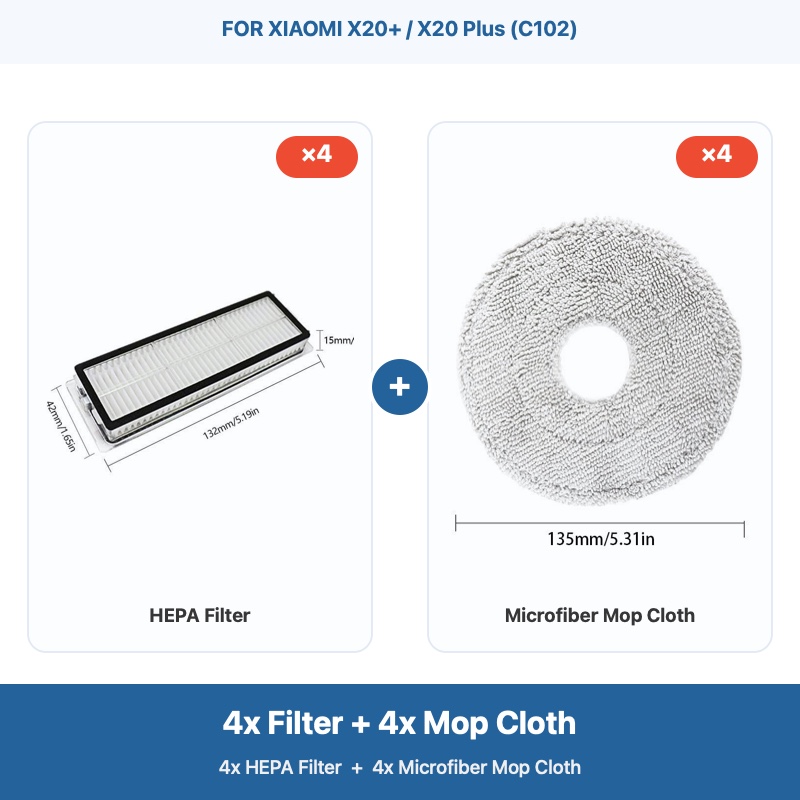 FOR XIAOMI X20+ / X20 Plus (C102)
×4
×4
15mm/
42mm/1.65in
132mm/5.19in
+
135mm/5.31in
HEPA Filter
Microfiber Mop Cloth
4x Filter + 4x Mop Cloth
4x HEPA Filter + 4x Microfiber Mop Cloth